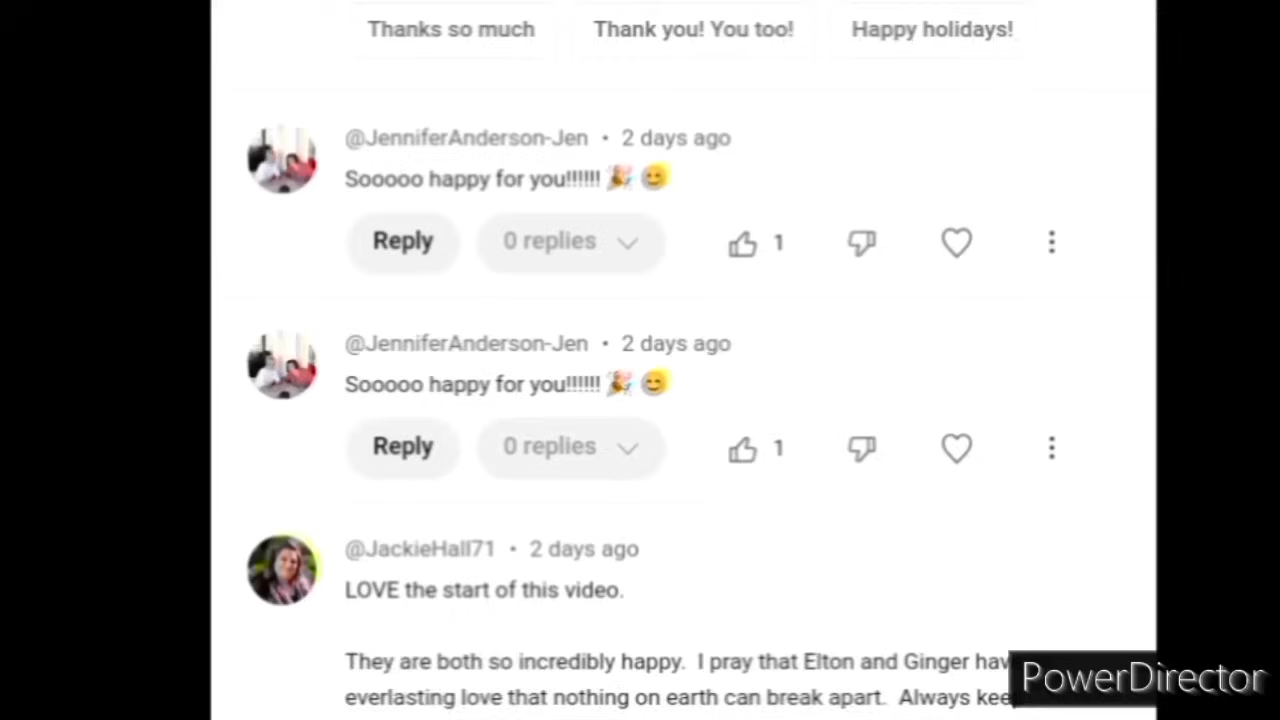 Thanks so much Thank you! You too! Happy holidays!
@JenniferAnderson-Jen • 2 days ago
Sooooo happy for you!!!!!! 🎉 😊
Reply 0 replies 1
@JenniferAnderson-Jen • 2 days ago
Sooooo happy for you!!!!!! 🎉 😊
Reply 0 replies 1
@JackieHall71 • 2 days ago
LOVE the start of this video.
They are both so incredibly happy. I pray that Elton and Ginger
everlasting love that nothing on earth can break apart. Always
PowerDirector